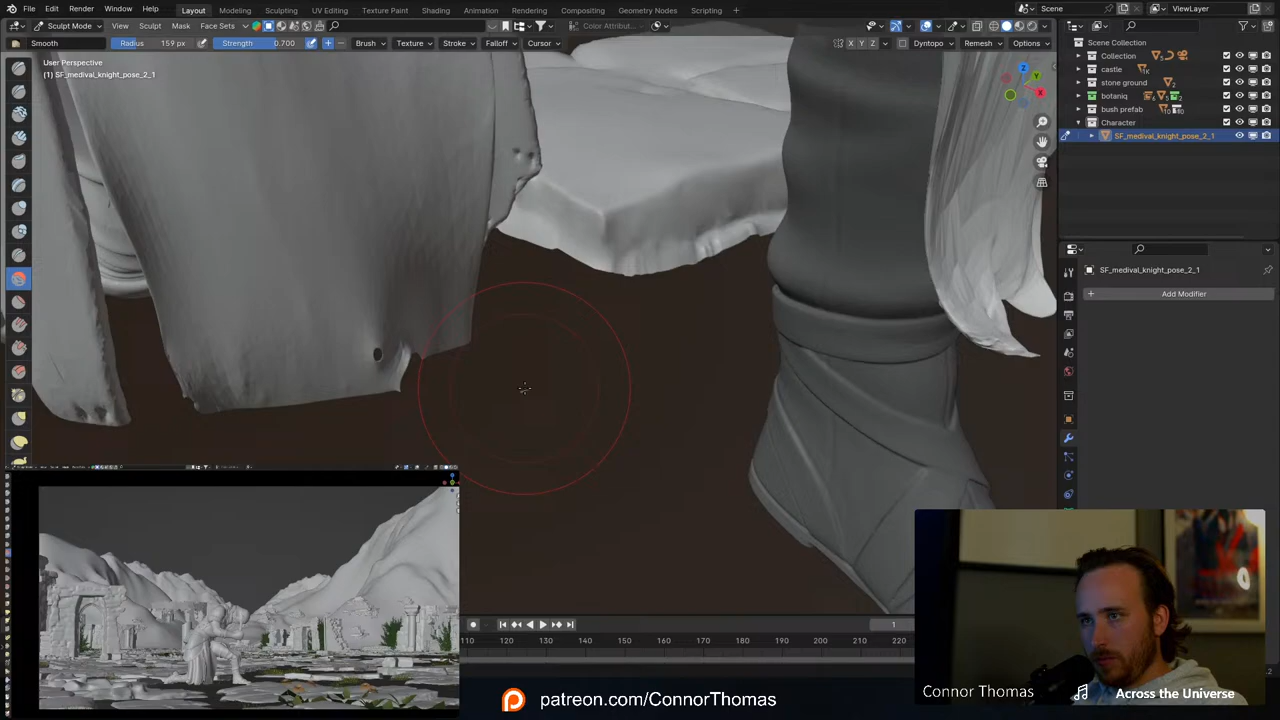 File Edit Render Window Help
Layout Modeling Sculpting UV Editing Texture Paint Shading Animation Rendering Compositing Geometry Nodes Scripting
Scene
ViewLayer
Sculpt Mode View Sculpt Mask Face Sets
Color Attrib...
Smooth Radius 159 px Strength 0.700 Brush Texture Stroke Falloff Cursor
X Y Z Dyntopo Remesh Options
User Perspective
(1) SF_medival_knight_pose_2_1
Z
Y
X
Scene Collection
Collection
castle
stone ground
botaniq
bush prefab
Character
SF_medival_knight_pose_2_1
SF_medival_knight_pose_2_1
Add Modifier
1
110 120 130 140 150 160 170 180 190 200 210 220
patreon.com/ConnorThomas
Connor Thomas
Across the Universe